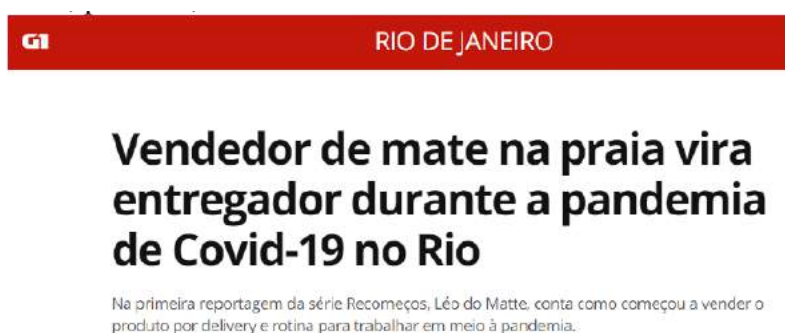 G1
RIO DE JANEIRO
Vendedor de mate na praia vira
entregador durante a pandemia
de Covid-19 no Rio
Na primeira reportagem da série Recomeços, Léo do Matte, conta como começou a vender o
produto por delivery e rotina para trabalhar em meio à pandemia.